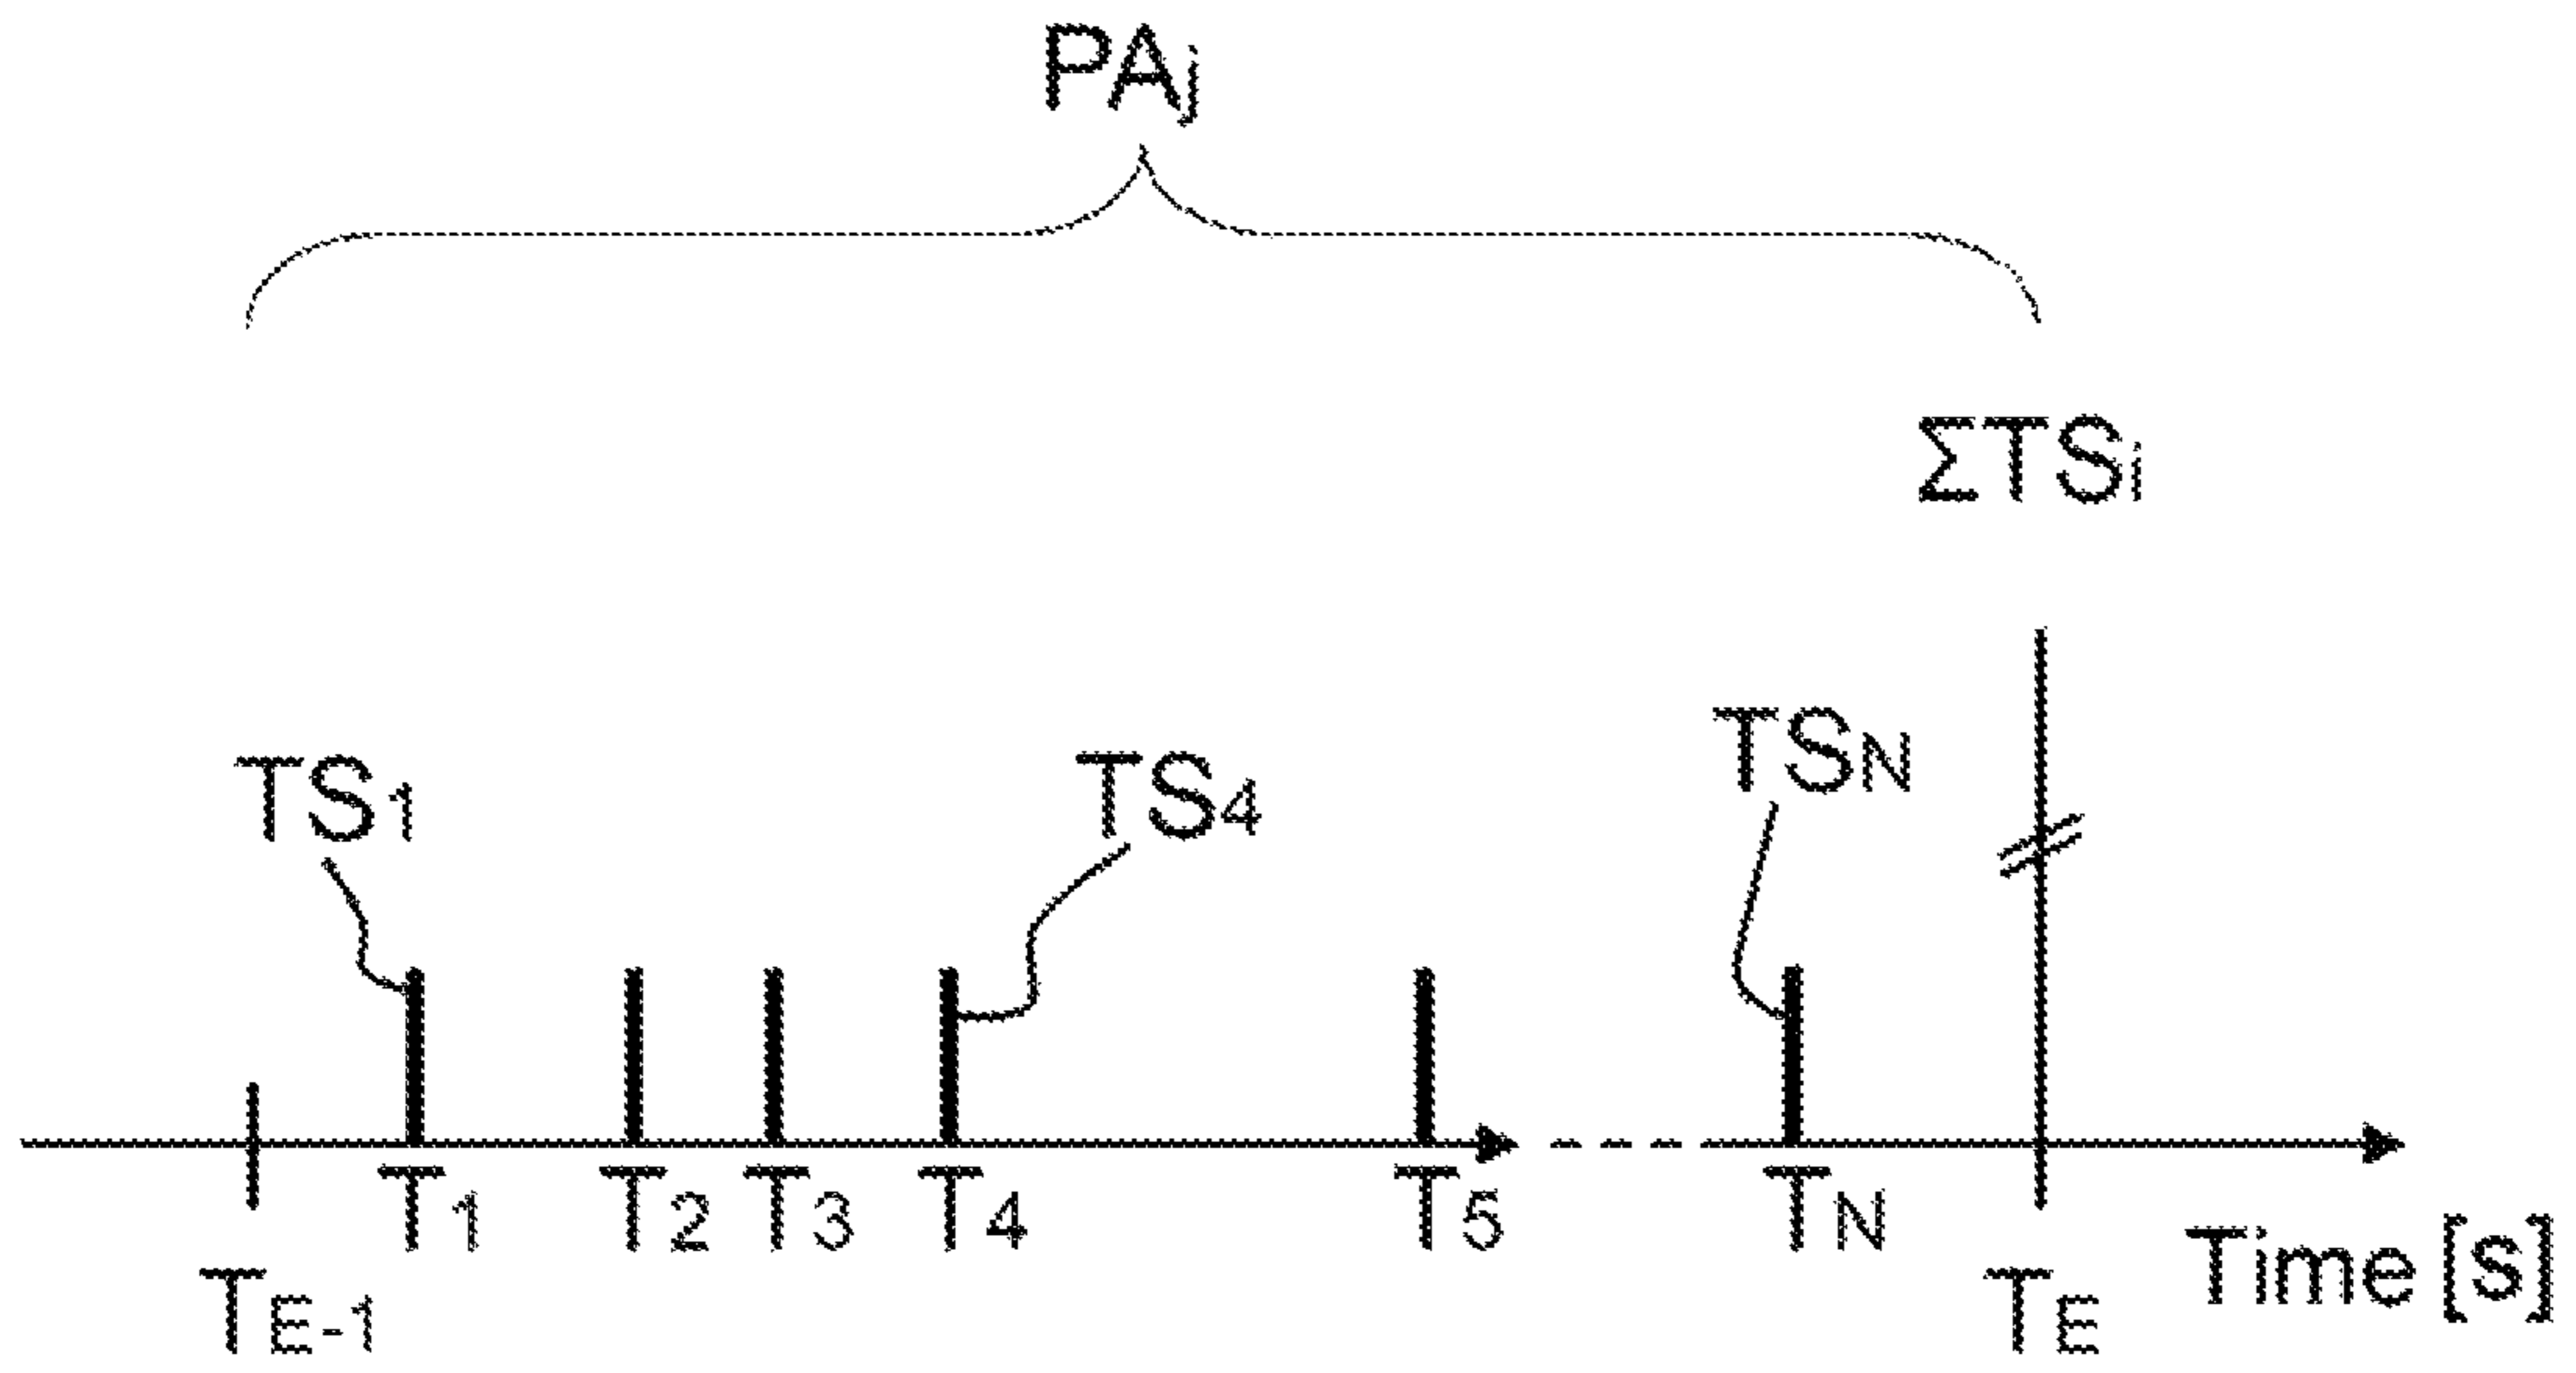 PAj
ΣTSi
TS1 TS4 TSN
T1 T2 T3 T4 T5 TN
TE-1 TE Time [s]